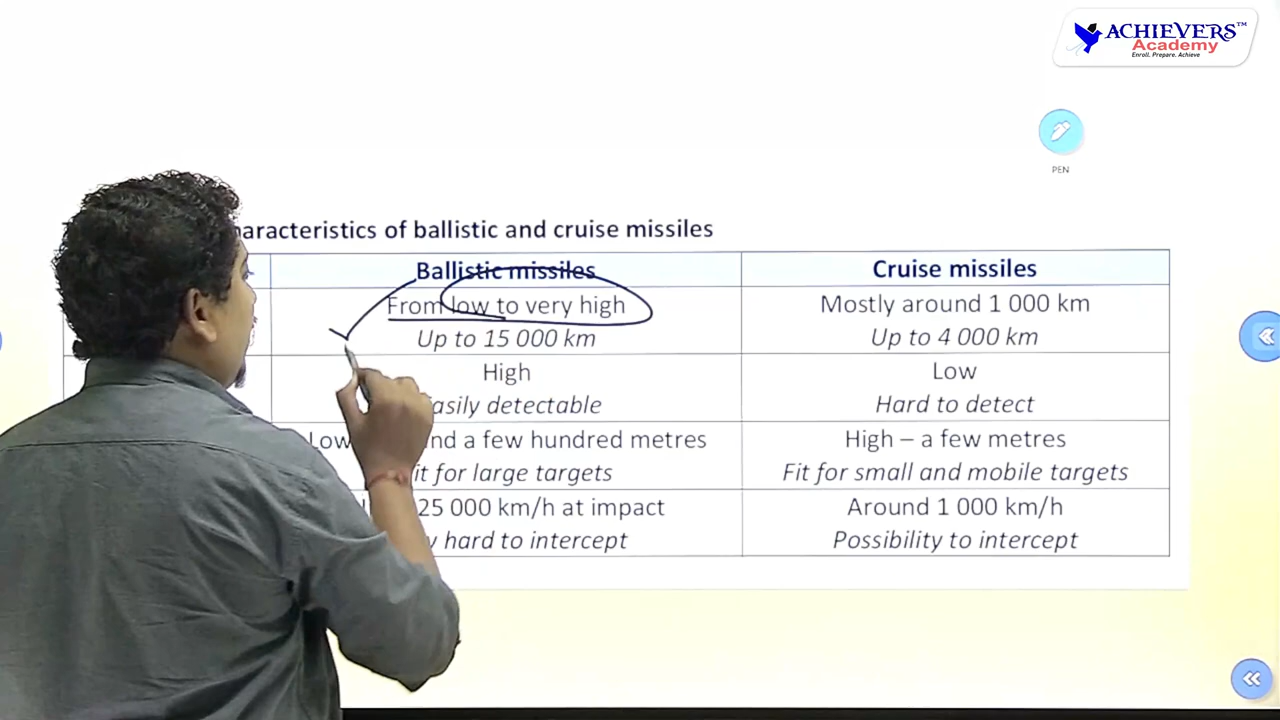 ACHIEVERS™
Academy
Enroll. Prepare. Achieve
PEN
haracteristics of ballistic and cruise missiles
Ballistic missiles
Cruise missiles
From low to very high
Up to 15 000 km
Mostly around 1 000 km
Up to 4 000 km
High
asily detectable
Low
Hard to detect
Low nd a few hundred metres
it for large targets
High – a few metres
Fit for small and mobile targets
25 000 km/h at impact
y hard to intercept
Around 1 000 km/h
Possibility to intercept